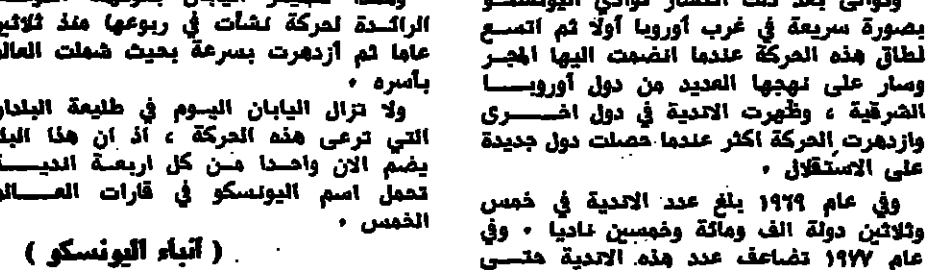 وتوالى بعد ذلك انتشار نوادي اليونسكو
بصورة سريعة في غرب أوروبا أولا ثم اتسع
نطاق هذه الحركة عندما انضمت اليها المجر
وسار على نهجها العديد من دول أوروبا
الشرقية ، وظهرت الاندية في دول اخرى
وازدهرت الحركة اكثر عندما حصلت دول جديدة
على الاستقلال .
وفي عام ١٩٦٩ بلغ عدد الاندية في خمس
وثلاثين دولة الف ومائة وخمسين ناديا . وفي
عام ١٩٧٧ تضاعف عدد هذه الاندية حتى
الرائدة لحركة نشأت في ربوعها منذ ثلاثين
عاما ثم أزدهرت بسرعة بحيث شملت العالم
بأسره .
ولا تزال اليابان اليوم في طليعة البلدان
التي ترعى هذه الحركة ، اذ ان هذا البلد
يضم الان واحدا من كل اربعة اندية
تحمل اسم اليونسكو في قارات العالم
الخمس .
( أنباء اليونسكو ) .